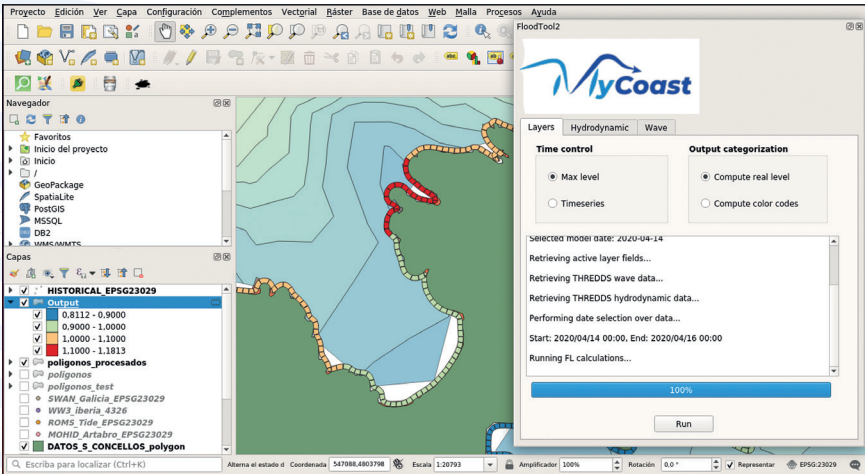 Proyecto Edición Ver Capa Configuración Complementos Vectorial Ráster Base de datos Web Malla Procesos Ayuda
FloodTool2
MyCoast
Layers Hydrodynamic Wave
Time control
Output categorization
Max level
Compute real level
Timeseries
Compute color codes
Selected model date: 2020-04-14
Retrieving active layer fields...
Retrieving THREDDS wave data...
Retrieving THREDDS hydrodynamic data...
Performing date selection over data...
Start: 2020/04/14 00:00, End: 2020/04/16 00:00
Running FL calculations...
100%
Run
Navegador
Favoritos
Inicio del proyecto
Inicio
/
GeoPackage
SpatiaLite
PostGIS
MSSQL
DB2
WMS/WMTS
Capas
HISTORICAL_EPSG23029
Output
0.8112 - 0.9000
0.9000 - 1.0000
1.0000 - 1.1000
1.1000 - 1.1813
poligonos_procesados
poligonos
poligonos_test
SWAN_Galicia_EPSG23029
WW3_iberia_4326
ROMS_Tide_EPSG23029
MOHID_Artabro_EPSG23029
DATOS_S_CONCELLOS_polygon
Escriba para localizar (Ctrl+K)
Alterna el estado d Coordenada 547088,4803798 Escala 1:20793 Amplificador 100% Rotación 0,0 ° Representar EPSG:23029